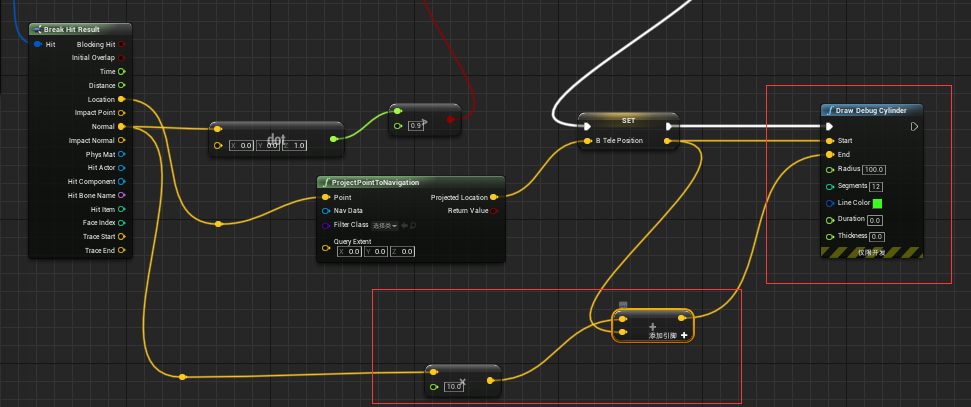 Break Hit Result
Hit
Blocking Hit
Initial Overlap
Time
Distance
Location
Impact Point
Normal
Impact Normal
Phys Mat
Hit Actor
Hit Component
Hit Bone Name
Hit Item
Face Index
Trace Start
Trace End
dot
X 0.0 Y 0.0 Z 1.0
>
0.9
ProjectPointToNavigation
Point
Projected Location
Nav Data
Return Value
Filter Class 选择类
Query Extent
X 0.0 Y 0.0 Z 0.0
SET
B Tele Position
Draw Debug Cylinder
Start
End
Radius 100.0
Segments 12
Line Color
Duration 0.0
Thickness 0.0
仅限开发
+
添加引脚 +
10.0
×